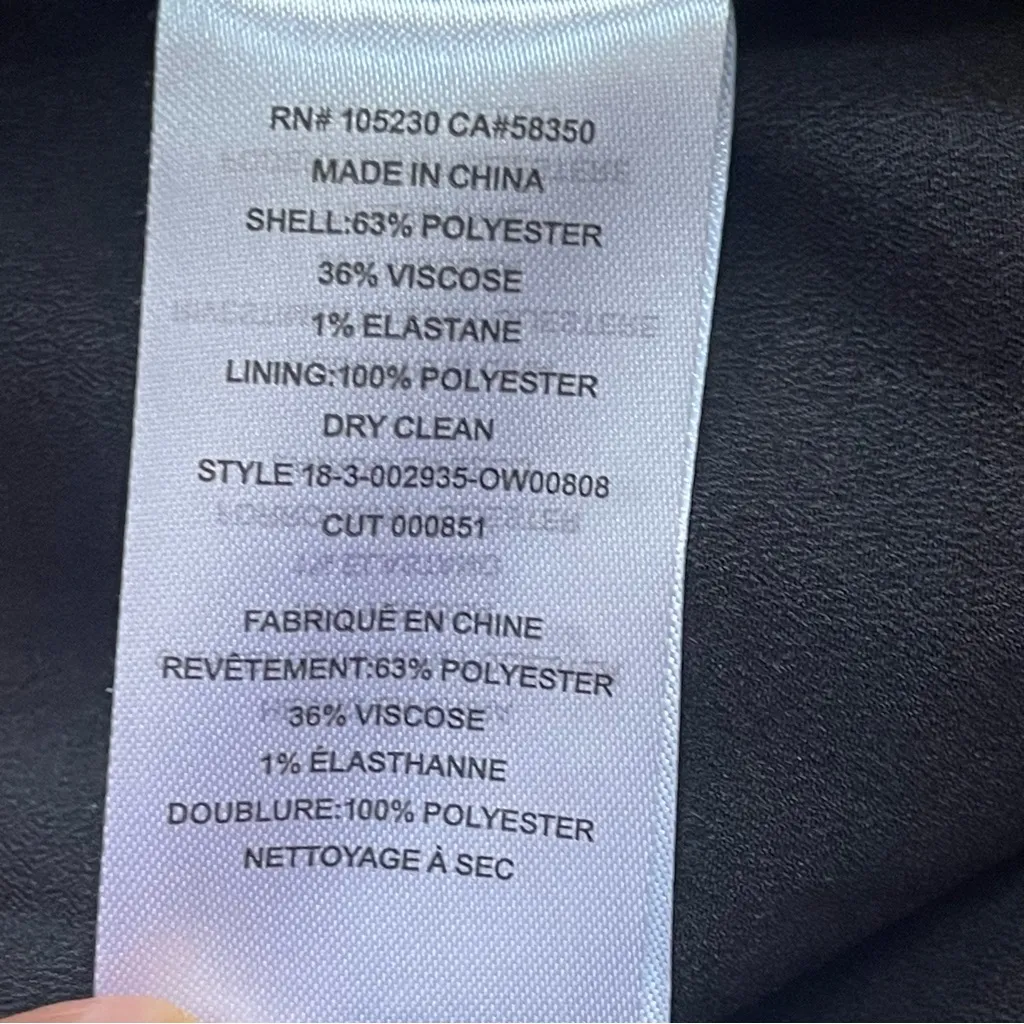 RN# 105230 CA#58350
MADE IN CHINA
SHELL:63% POLYESTER
36% VISCOSE
1% ELASTANE
LINING:100% POLYESTER
DRY CLEAN
STYLE 18-3-002935-OW00808
CUT 000851
FABRIQUÉ EN CHINE
REVÊTEMENT:63% POLYESTER
36% VISCOSE
1% ÉLASTHANNE
DOUBLURE:100% POLYESTER
NETTOYAGE À SEC